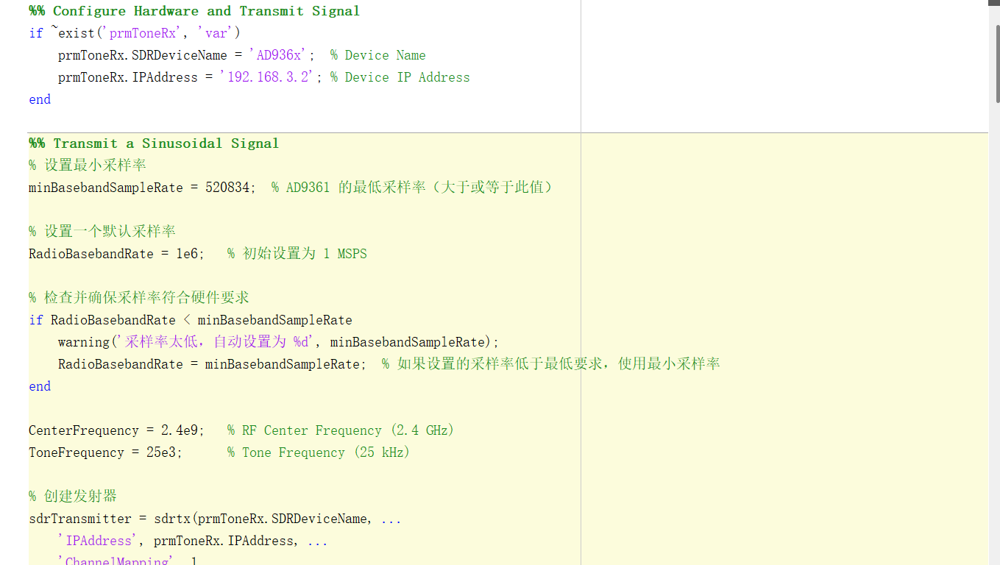 %% Configure Hardware and Transmit Signal
if ~exist('prmToneRx', 'var')
    prmToneRx.SDRDeviceName = 'AD936x';  % Device Name
    prmToneRx.IPAddress = '192.168.3.2'; % Device IP Address
end
%% Transmit a Sinusoidal Signal
% 设置最小采样率
minBasebandSampleRate = 520834;  % AD9361 的最低采样率（大于或等于此值）
% 设置一个默认采样率
RadioBasebandRate = 1e6;   % 初始设置为 1 MSPS
% 检查并确保采样率符合硬件要求
if RadioBasebandRate < minBasebandSampleRate
    warning('采样率太低，自动设置为 %d', minBasebandSampleRate);
    RadioBasebandRate = minBasebandSampleRate;  % 如果设置的采样率低于最低要求，使用最小采样率
end
CenterFrequency = 2.4e9;   % RF Center Frequency (2.4 GHz)
ToneFrequency = 25e3;      % Tone Frequency (25 kHz)
% 创建发射器
sdrTransmitter = sdrtx(prmToneRx.SDRDeviceName, ...
    'IPAddress', prmToneRx.IPAddress, ...
    'ChannelMapping', 1